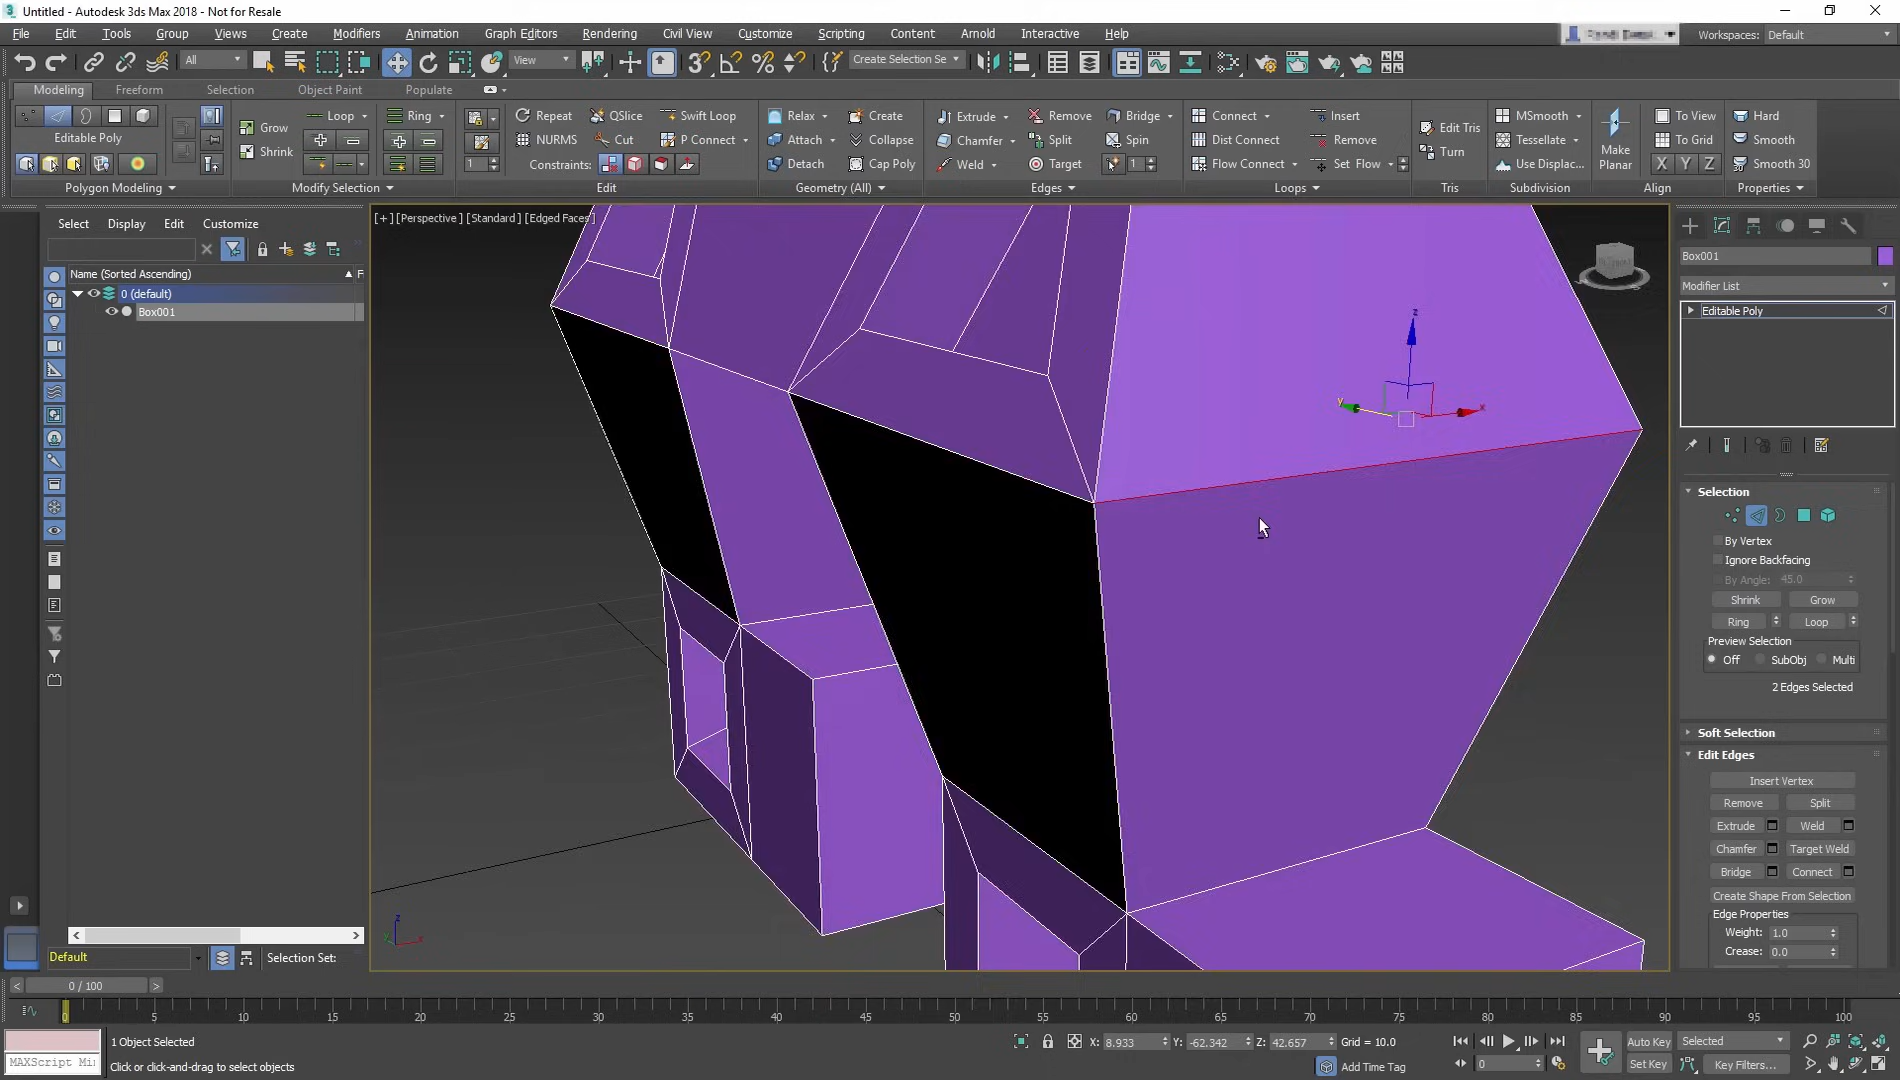 Untitled - Autodesk 3ds Max 2018 - Not for Resale
File Edit Tools Group Views Create Modifiers Animation Graph Editors Rendering Civil View Customize Scripting Content Arnold Interactive Help
Workspaces: Default
All View Create Selection Se
Modeling Freeform Selection Object Paint Populate
Loop Ring Repeat QSlice Swift Loop Relax Create Extrude Remove Bridge Connect Insert MSmooth To View Hard
Editable Poly Grow NURMS Cut P Connect Attach Collapse Chamfer Split Spin Dist Connect Remove Edit Tris Tessellate Make Planar To Grid Smooth
Shrink 1 Constraints: Detach Cap Poly Weld Target 1 Flow Connect Set Flow Turn Use Displac... X Y Z Smooth 30
Polygon Modeling Modify Selection Edit Geometry (All) Edges Loops Tris Subdivision Align Properties
Select Display Edit Customize
Name (Sorted Ascending) F
0 (default)
Box001
[+] [Perspective] [Standard] [Edged Faces]
z
y
x
Box001
Modifier List
Editable Poly
Selection
By Vertex
Ignore Backfacing
By Angle: 45.0
Shrink Grow
Ring Loop
Preview Selection
Off SubObj Multi
2 Edges Selected
Soft Selection
Edit Edges
Insert Vertex
Remove Split
Extrude Weld
Chamfer Target Weld
Bridge Connect
Create Shape From Selection
Edge Properties
Weight: 1.0
Crease: 0.0
Default Selection Set:
0 / 100
0 5 10 15 20 25 30 35 40 45 50 55 60 65 70 75 80 85 90 95 100
1 Object Selected X: 8.933 Y: -62.342 Z: 42.657 Grid = 10.0 Auto Key Selected
MAXScript Mi Click or click-and-drag to select objects Add Time Tag 0 Set Key Key Filters...